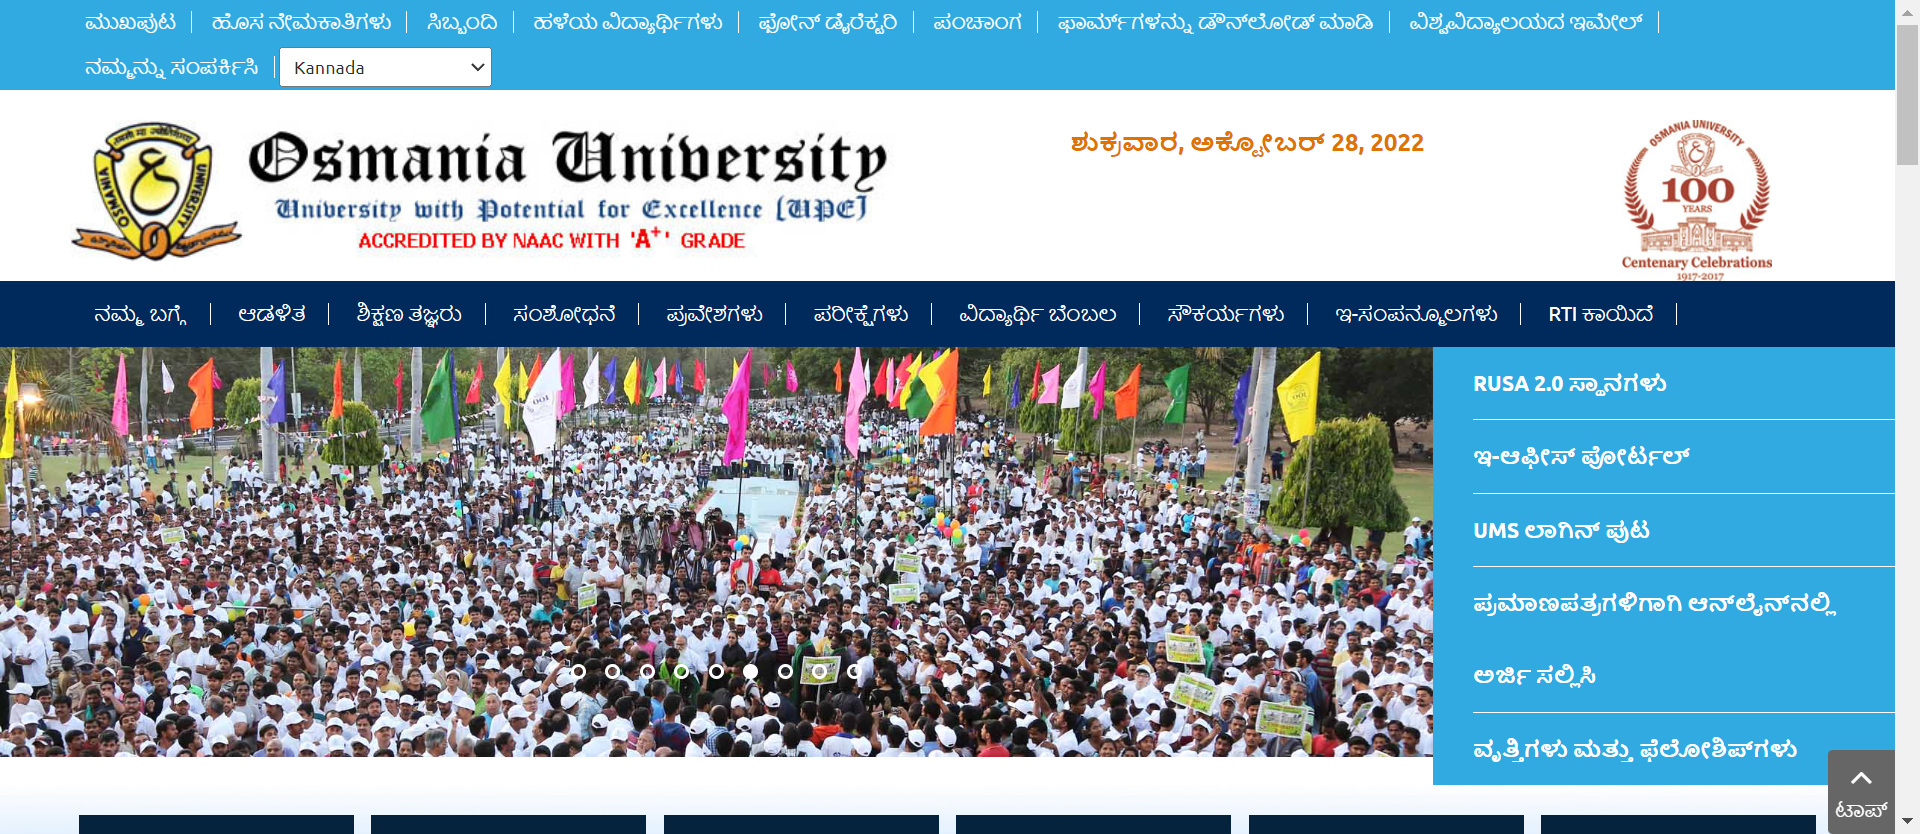 ಮುಖಪುಟ
ಹೊಸ ನೇಮಕಾತಿಗಳು
ಸಿಬ್ಬಂದಿ
ಹಳೆಯ ವಿದ್ಯಾರ್ಥಿಗಳು
ಫೋನ್ ಡೈರೆಕ್ಟರಿ
ಪಂಚಾಂಗ
ಫಾರ್ಮ್‌ಗಳನ್ನು ಡೌನ್‌ಲೋಡ್ ಮಾಡಿ
ವಿಶ್ವವಿದ್ಯಾಲಯದ ಇಮೇಲ್
ನಮ್ಮನ್ನು ಸಂಪರ್ಕಿಸಿ
Kannada
OSMANIA UNIVERSITY
Osmania University
University with Potential for Excellence [UPE]
ACCREDITED BY NAAC WITH 'A+' GRADE
ಶುಕ್ರವಾರ, ಅಕ್ಟೋಬರ್ 28, 2022
OSMANIA UNIVERSITY
100
YEARS
Centenary Celebrations
1917-2017
ನಮ್ಮ ಬಗ್ಗೆ
ಆಡಳಿತ
ಶಿಕ್ಷಣ ತಜ್ಞರು
ಸಂಶೋಧನೆ
ಪ್ರವೇಶಗಳು
ಪರೀಕ್ಷೆಗಳು
ವಿದ್ಯಾರ್ಥಿ ಬೆಂಬಲ
ಸೌಕರ್ಯಗಳು
ಇ-ಸಂಪನ್ಮೂಲಗಳು
RTI ಕಾಯಿದೆ
RUSA 2.0 ಸ್ಥಾನಗಳು
ಇ-ಆಫೀಸ್ ಪೋರ್ಟಲ್
UMS ಲಾಗಿನ್ ಪುಟ
ಪ್ರಮಾಣಪತ್ರಗಳಿಗಾಗಿ ಆನ್‌ಲೈನ್‌ನಲ್ಲಿ
ಅರ್ಜಿ ಸಲ್ಲಿಸಿ
ವೃತ್ತಿಗಳು ಮತ್ತು ಫೆಲೋಶಿಪ್‌ಗಳು
ಟಾಪ್